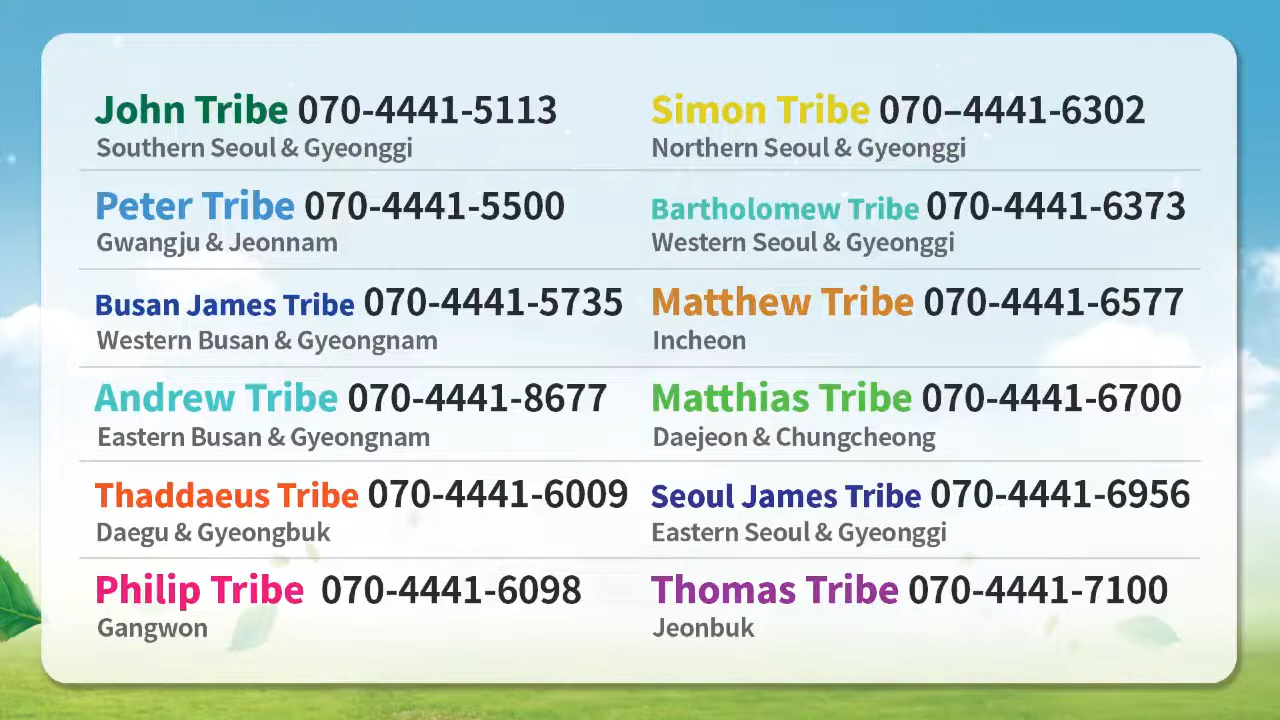 John Tribe 070-4441-5113
Southern Seoul & Gyeonggi
Peter Tribe 070-4441-5500
Gwangju & Jeonnam
Busan James Tribe 070-4441-5735
Western Busan & Gyeongnam
Andrew Tribe 070-4441-8677
Eastern Busan & Gyeongnam
Thaddaeus Tribe 070-4441-6009
Daegu & Gyeongbuk
Philip Tribe 070-4441-6098
Gangwon
Simon Tribe 070–4441-6302
Northern Seoul & Gyeonggi
Bartholomew Tribe 070-4441-6373
Western Seoul & Gyeonggi
Matthew Tribe 070-4441-6577
Incheon
Matthias Tribe 070-4441-6700
Daejeon & Chungcheong
Seoul James Tribe 070-4441-6956
Eastern Seoul & Gyeonggi
Thomas Tribe 070-4441-7100
Jeonbuk